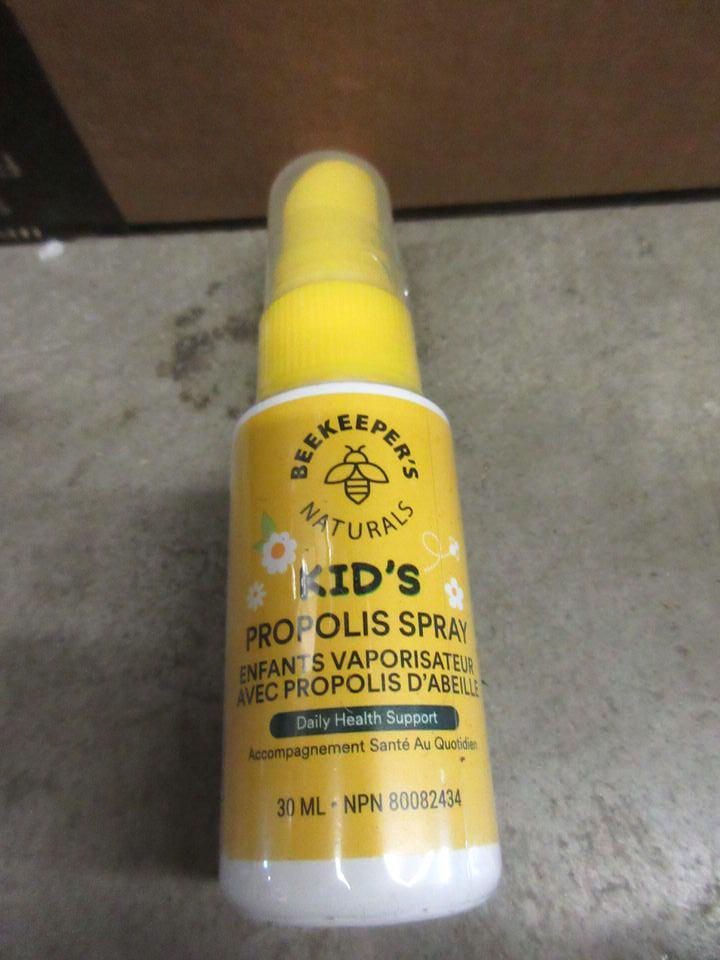 BEEKEEPER'S
NATURALS
KID'S
PROPOLIS SPRAY
ENFANTS VAPORISATEUR
AVEC PROPOLIS D'ABEILLE
Daily Health Support
Accompagnement Santé Au Quotidien
30 ML • NPN 80082434